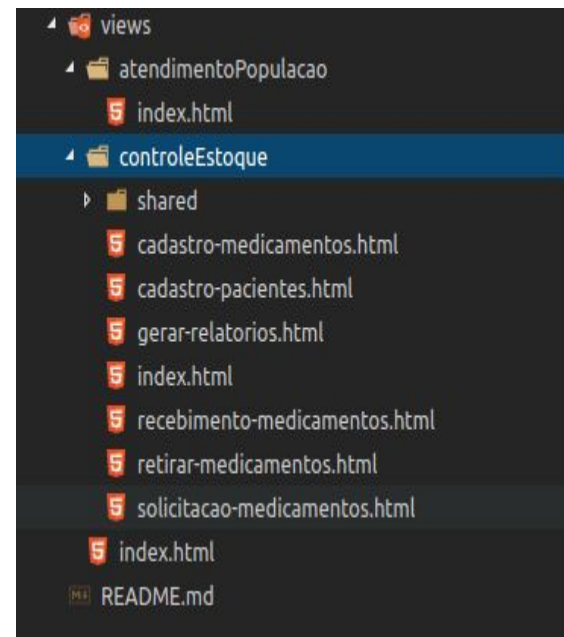 views
atendimentoPopulacao
index.html
controleEstoque
shared
cadastro-medicamentos.html
cadastro-pacientes.html
gerar-relatorios.html
index.html
recebimento-medicamentos.html
retirar-medicamentos.html
solicitacao-medicamentos.html
index.html
README.md